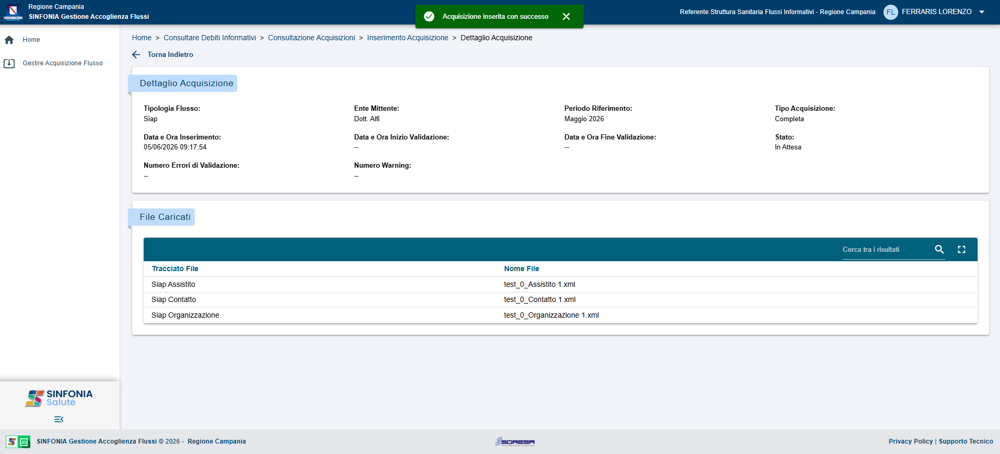 Regione Campania
SINFONIA Gestione Accoglienza Flussi
Acquisizione inserita con successo
Referente Struttura Sanitaria Flussi Informativi - Regione Campania
FL
FERRARIS LORENZO
Home
Gestire Acquisizione Flusso
Home > Consultare Debiti Informativi > Consultazione Acquisizioni > Inserimento Acquisizione > Dettaglio Acquisizione
Torna Indietro
Dettaglio Acquisizione
Tipologia Flusso:
Siap
Ente Mittente:
Dott. Alfi
Periodo Riferimento:
Maggio 2026
Tipo Acquisizione:
Completa
Data e Ora Inserimento:
05/06/2026 09:17:54
Data e Ora Inizio Validazione:
--
Data e Ora Fine Validazione:
--
Stato:
In Attesa
Numero Errori di Validazione:
--
Numero Warning:
--
File Caricati
Cerca tra i risultati
Tracciato File Nome File
Siap Assistito test_0_Assistito 1.xml
Siap Contatto test_0_Contatto 1.xml
Siap Organizzazione test_0_Organizzazione 1.xml
SINFONIA
Salute
SINFONIA Gestione Accoglienza Flussi © 2026 - Regione Campania
SORESA
Privacy Policy | Supporto Tecnico